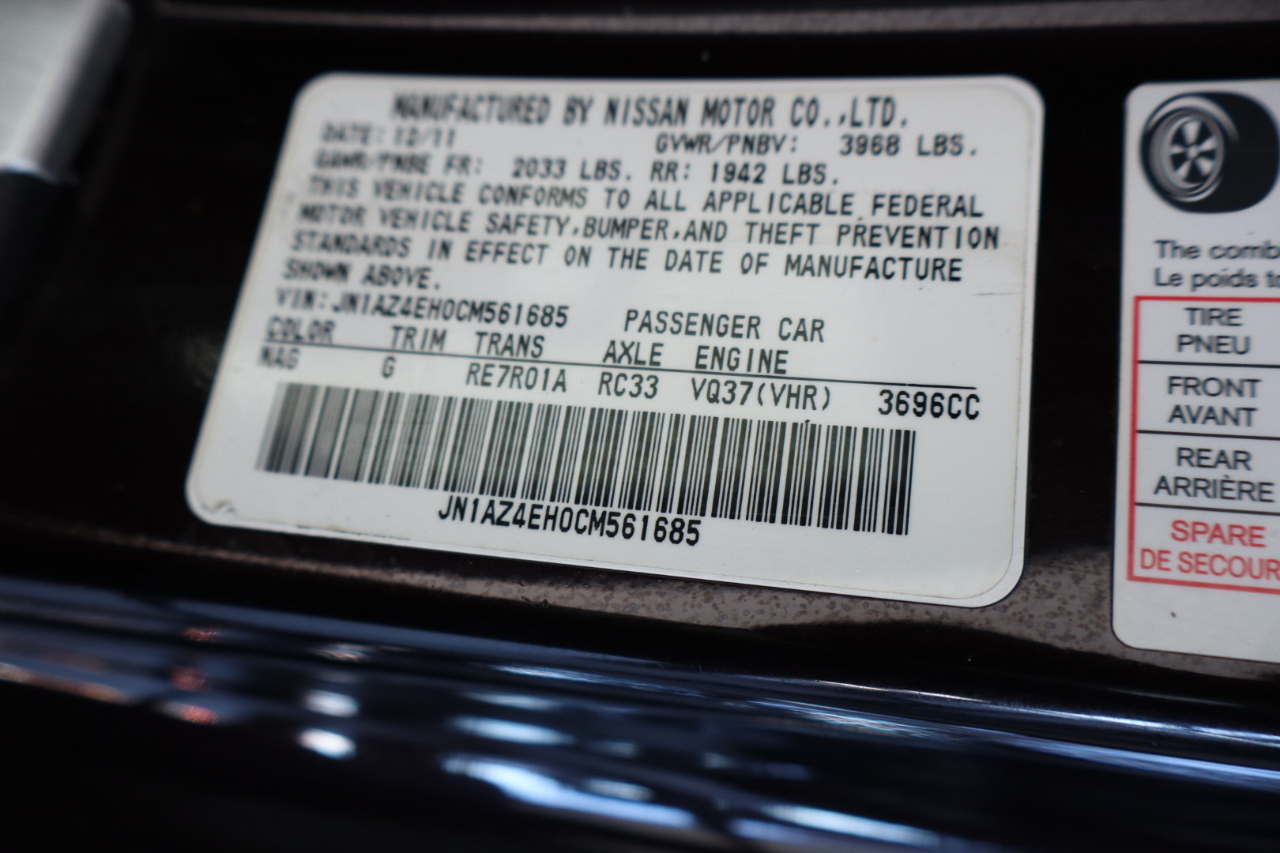 MANUFACTURED BY NISSAN MOTOR CO.,LTD.
DATE: 12/11 GVWR/PNBV: 3968 LBS.
GAWR/PNBE FR: 2033 LBS. RR: 1942 LBS.
THIS VEHICLE CONFORMS TO ALL APPLICABLE FEDERAL
MOTOR VEHICLE SAFETY,BUMPER,AND THEFT PREVENTION
STANDARDS IN EFFECT ON THE DATE OF MANUFACTURE
SHOWN ABOVE.
VIN: JN1AZ4EH0CM561685 PASSENGER CAR
COLOR TRIM TRANS AXLE ENGINE
NAG G RE7R01A RC33 VQ37(VHR) 3696CC
JN1AZ4EH0CM561685
The comb
Le poids to
TIRE
PNEU
FRONT
AVANT
REAR
ARRIÈRE
SPARE
DE SECOUR